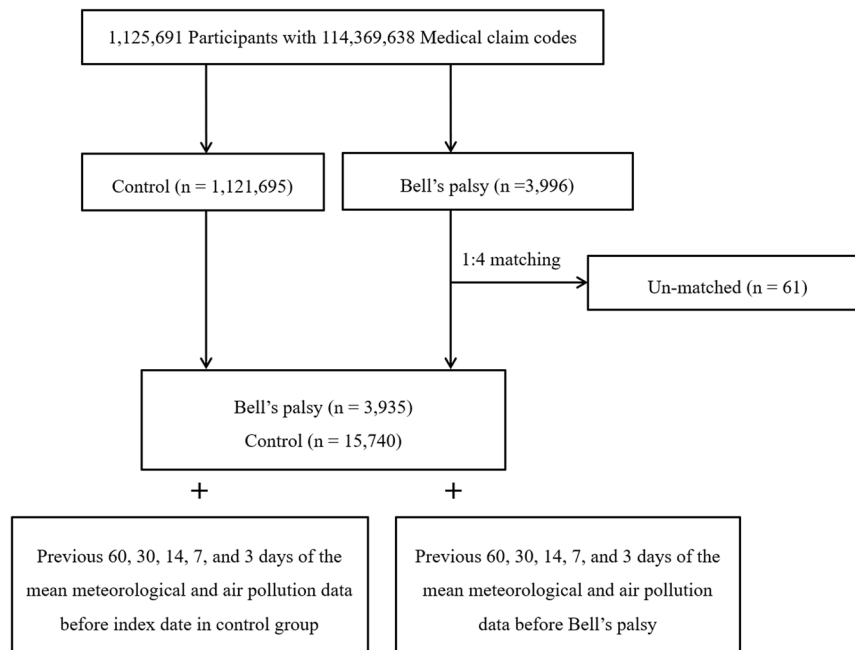 1,125,691 Participants with 114,369,638 Medical claim codes
Control (n = 1,121,695)
Bell’s palsy (n =3,996)
1:4 matching
Un-matched (n = 61)
Bell’s palsy (n = 3,935)
Control (n = 15,740)
+
+
Previous 60, 30, 14, 7, and 3 days of the
mean meteorological and air pollution data
before index date in control group
Previous 60, 30, 14, 7, and 3 days of the
mean meteorological and air pollution
data before Bell’s palsy